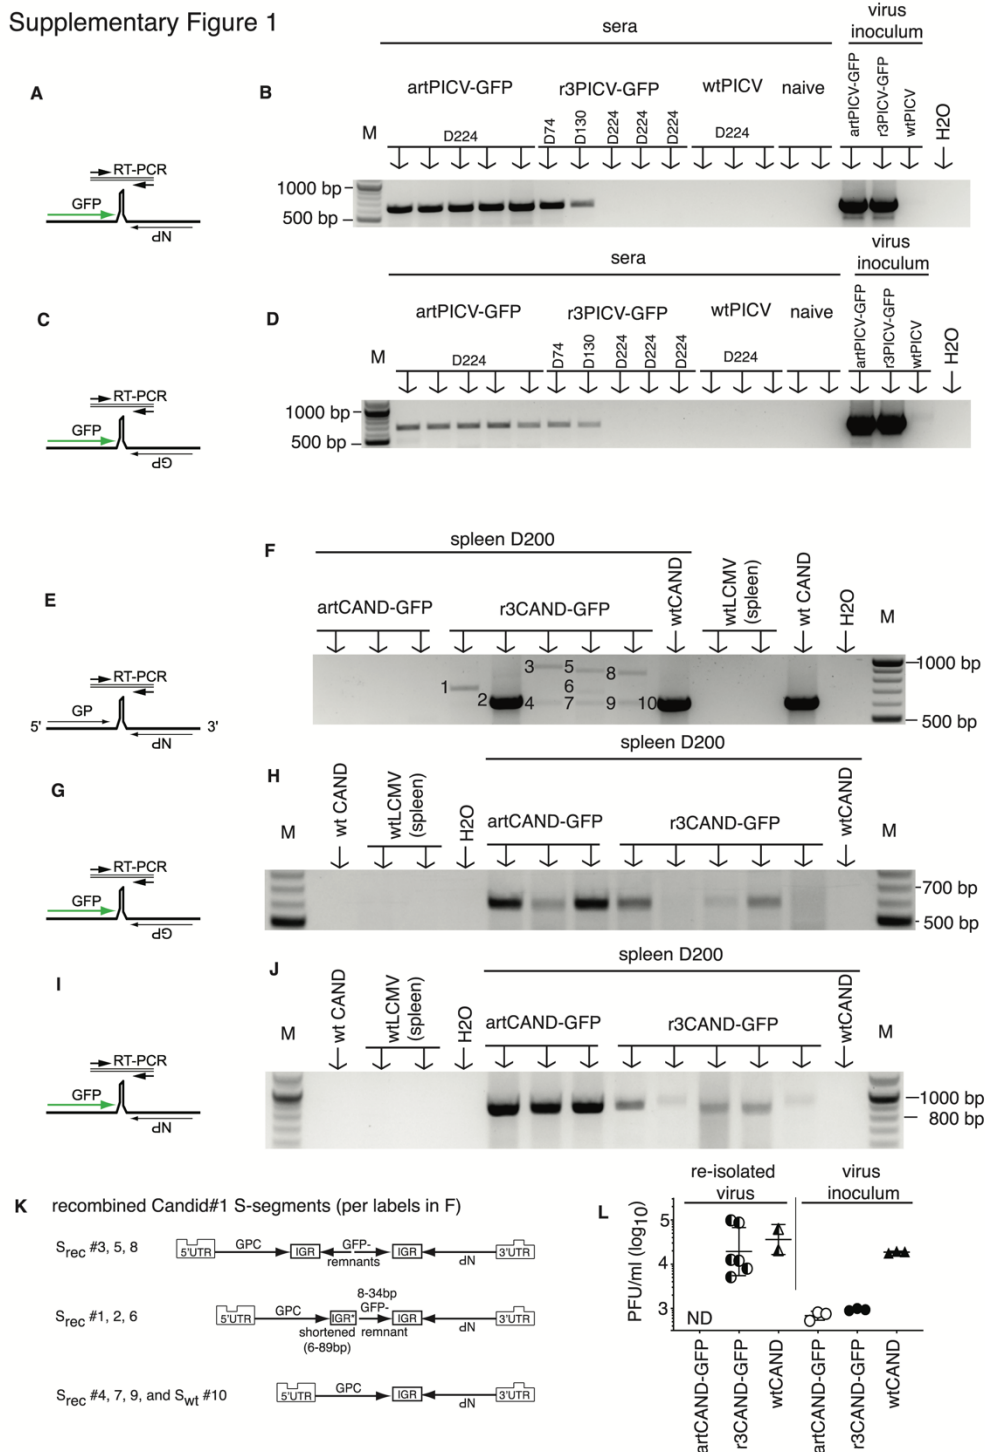 Supplementary Figure 1
A
RT-PCR
GFP
NP
B
sera
virus
inoculum
artPICV-GFP
r3PICV-GFP
wtPICV
naive
artPICV-GFP
r3PICV-GFP
wtPICV
H2O
M
D224
D74
D130
D224
D224
D224
D224
1000 bp
500 bp
C
RT-PCR
GFP
GP
D
sera
virus
inoculum
artPICV-GFP
r3PICV-GFP
wtPICV
naive
artPICV-GFP
r3PICV-GFP
wtPICV
H2O
M
D224
D74
D130
D224
D224
D224
D224
1000 bp
500 bp
E
RT-PCR
GP
5'
3'
NP
F
spleen D200
artCAND-GFP
r3CAND-GFP
wtCAND
wtLCMV
(spleen)
wt CAND
H2O
M
1
2
3
4
5
6
7
8
9
10
1000 bp
500 bp
G
RT-PCR
GFP
GP
H
spleen D200
M
wt CAND
wtLCMV
(spleen)
H2O
artCAND-GFP
r3CAND-GFP
wtCAND
M
700 bp
500 bp
I
RT-PCR
GFP
NP
J
spleen D200
M
wt CAND
wtLCMV
(spleen)
H2O
artCAND-GFP
r3CAND-GFP
wtCAND
M
1000 bp
800 bp
K recombined Candid#1 S-segments (per labels in F)
Srec #3, 5, 8
5'UTR
GPC
IGR
GFP-
remnants
IGR
NP
3'UTR
Srec #1, 2, 6
5'UTR
GPC
IGR*
shortened
(6-89bp)
8-34bp
GFP-
remnant
IGR
NP
3'UTR
Srec #4, 7, 9, and Swt #10
5'UTR
GPC
IGR
NP
3'UTR
L
re-isolated
virus
virus
inoculum
PFU/ml (log10)
5
4
3
ND
artCAND-GFP
r3CAND-GFP
wtCAND
artCAND-GFP
r3CAND-GFP
wtCAND